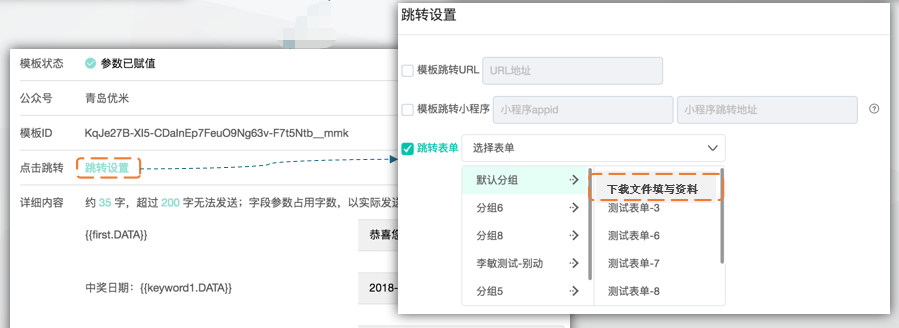 模板状态 参数已赋值
公众号 青岛优米
模板ID KqJe27B-XI5-CDalnEp7FeuO9Ng63v-F7t5Ntb__mmk
点击跳转 跳转设置
详细内容 约 35 字，超过 200 字无法发送；字段参数占用字数，以实际发送
{{first.DATA}} 恭喜您
中奖日期：{{keyword1.DATA}} 2018-
跳转设置
模板跳转URL URL地址
模板跳转小程序 小程序appid 小程序跳转地址
跳转表单 选择表单
默认分组 下载文件填写资料
分组6 测试表单-3
分组8 测试表单-6
李敏测试-别动 测试表单-7
分组5 测试表单-8